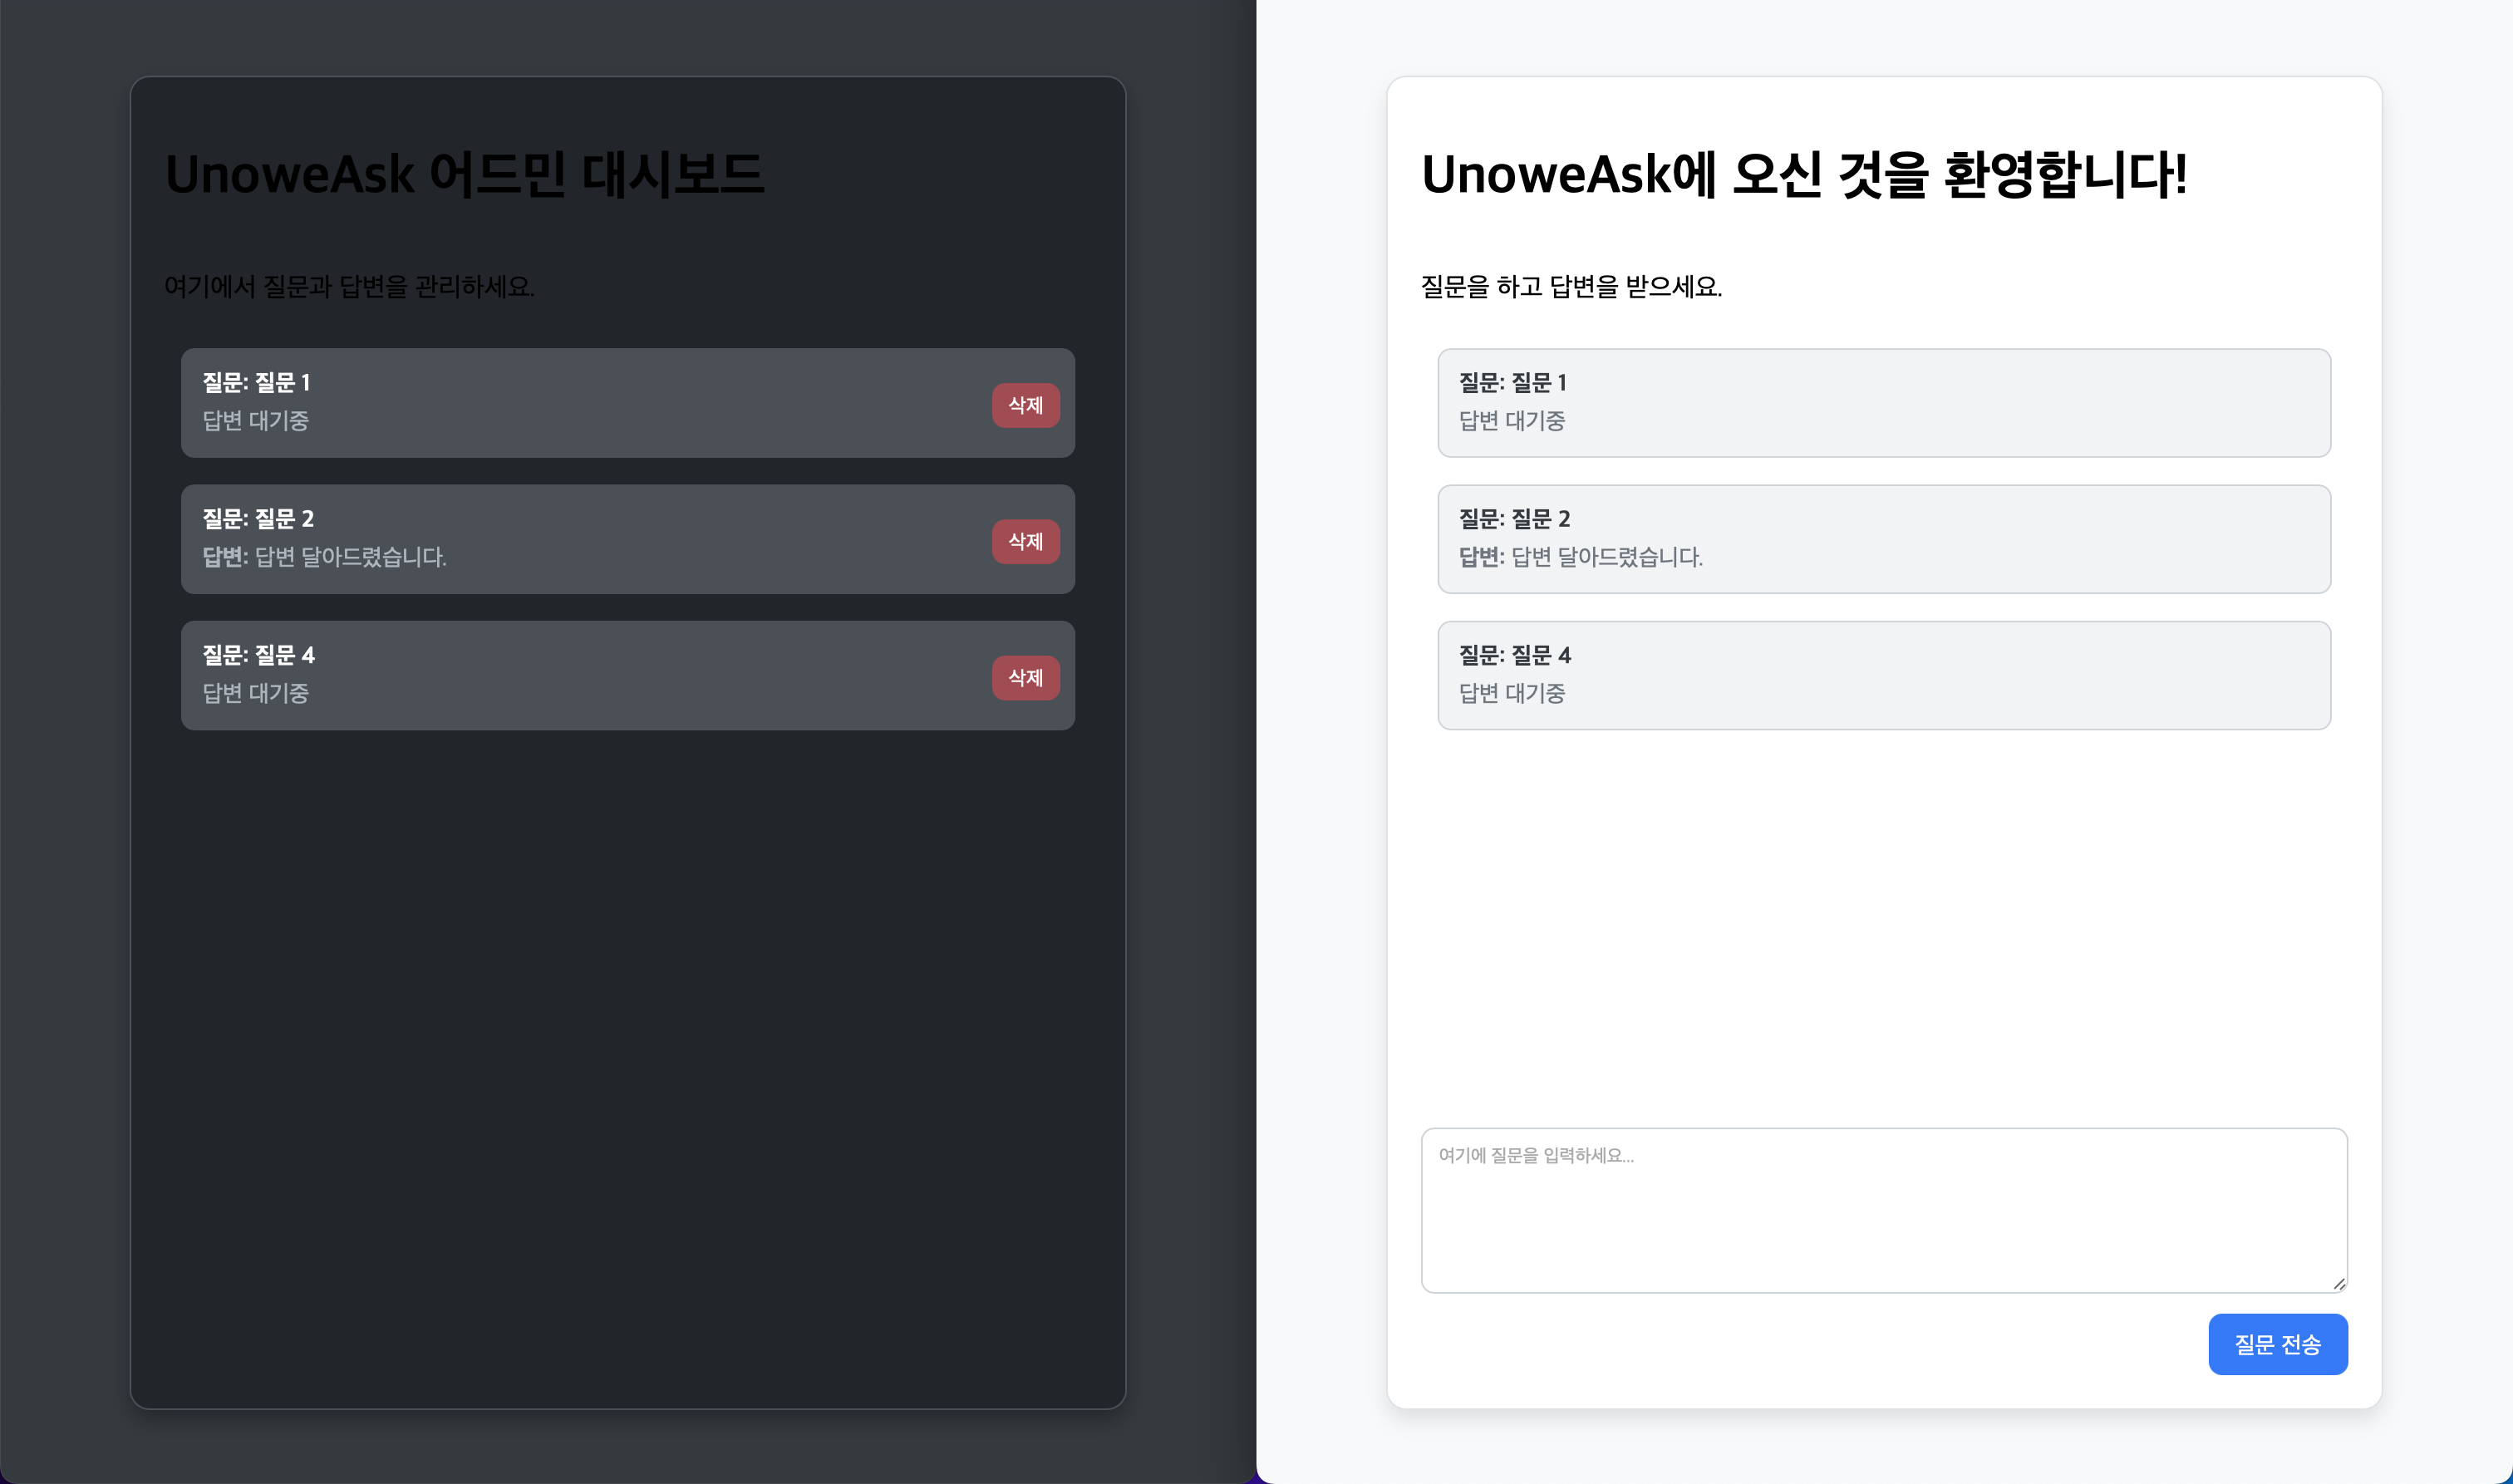 UnoweAsk 어드민 대시보드
여기에서 질문과 답변을 관리하세요.
질문: 질문 1
답변 대기중
삭제
질문: 질문 2
답변: 답변 달아드렸습니다.
삭제
질문: 질문 4
답변 대기중
삭제
UnoweAsk에 오신 것을 환영합니다!
질문을 하고 답변을 받으세요.
질문: 질문 1
답변 대기중
질문: 질문 2
답변: 답변 달아드렸습니다.
질문: 질문 4
답변 대기중
여기에 질문을 입력하세요...
질문 전송